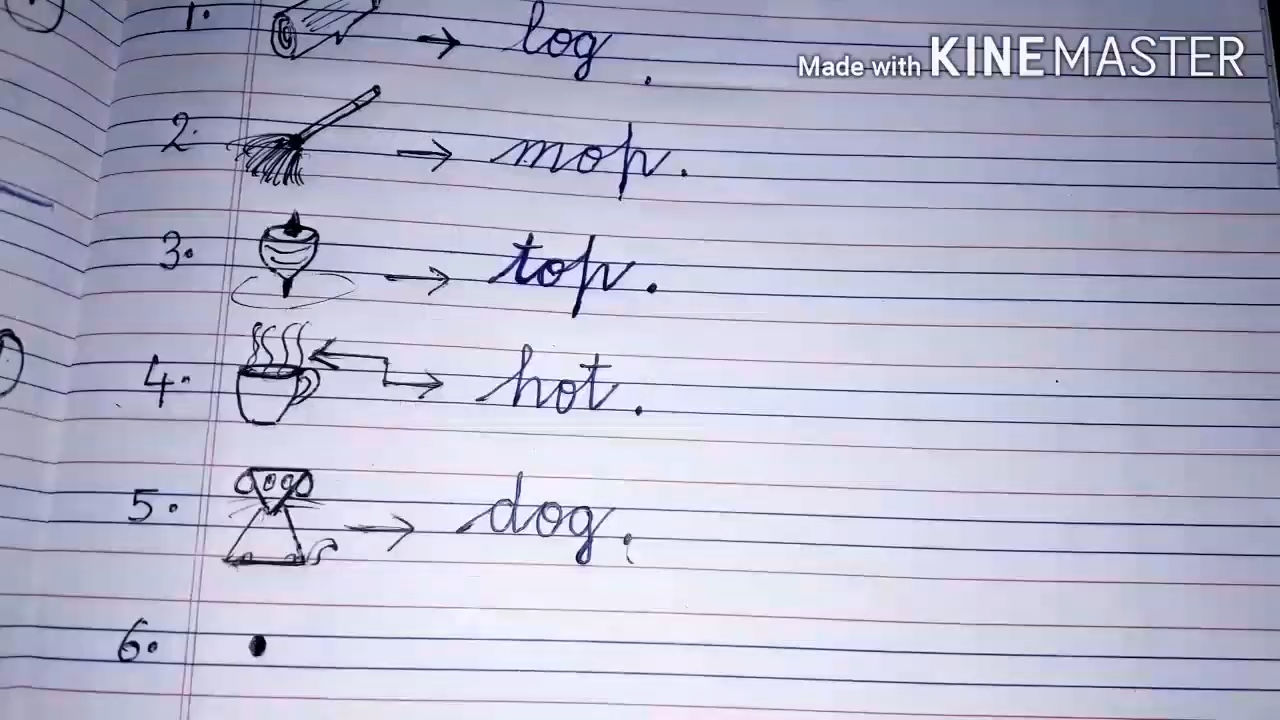 1. → log.
Made with KINEMASTER
2. → mop.
3. → top.
4. → hot.
5. → dog.
6.